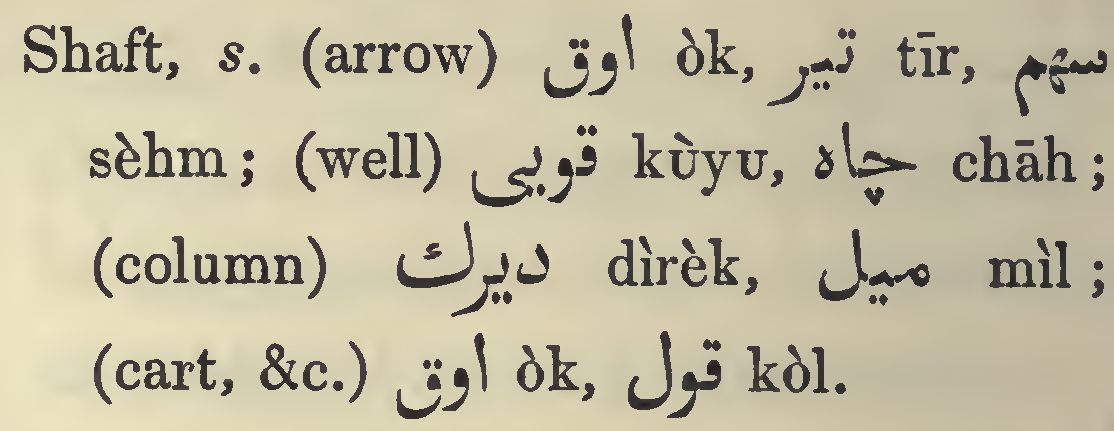 Shaft, s. (arrow) اوق òk, تیر tīr, سهم
sèhm; (well) قویی kùyu, چاه chāh;
(column) دیرك dìrèk, میل mìl;
(cart, &c.) اوق òk, قول kòl.